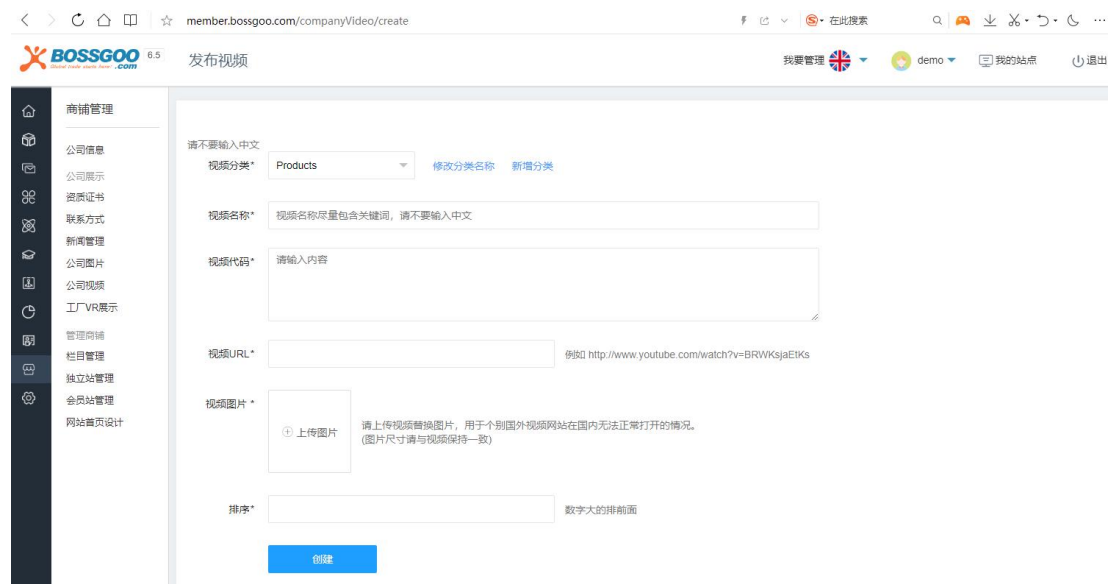 member.bossgoo.com/companyVideo/create
在此搜索
BOSSGOO
.com
6.5
发布视频
我要管理
demo
我的站点
退出
商铺管理
公司信息
公司展示
资质证书
联系方式
新闻管理
公司图片
公司视频
工厂VR展示
管理商铺
栏目管理
独立站管理
会员站管理
网站首页设计
请不要输入中文
视频分类* Products 修改分类名称 新增分类
视频名称* 视频名称尽量包含关键词，请不要输入中文
视频代码* 请输入内容
视频URL* 例如 http://www.youtube.com/watch?v=BRWKsjaEtKs
视频图片 *
上传图片
请上传视频替换图片，用于个别国外视频网站在国内无法正常打开的情况。
(图片尺寸请与视频保持一致)
排序* 数字大的排前面
创建